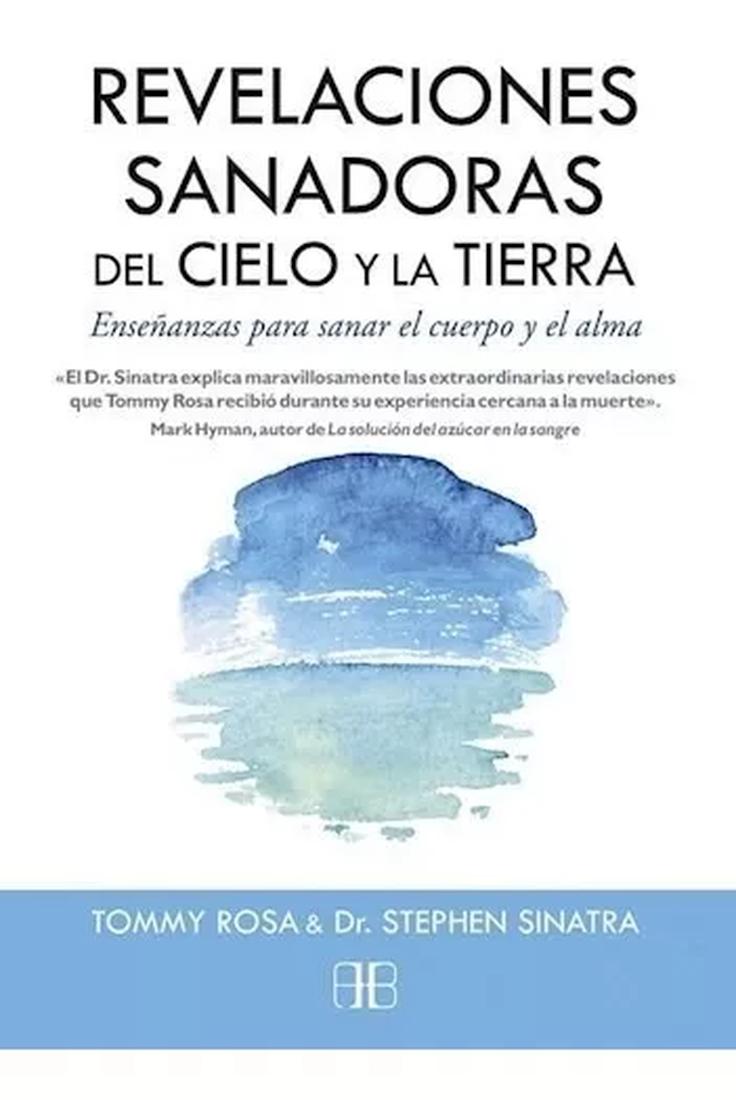 REVELACIONES
SANADORAS
DEL CIELO Y LA TIERRA
Enseñanzas para sanar el cuerpo y el alma
«El Dr. Sinatra explica maravillosamente las extraordinarias revelaciones
que Tommy Rosa recibió durante su experiencia cercana a la muerte».
Mark Hyman, autor de La solución del azúcar en la sangre
TOMMY ROSA & Dr. STEPHEN SINATRA